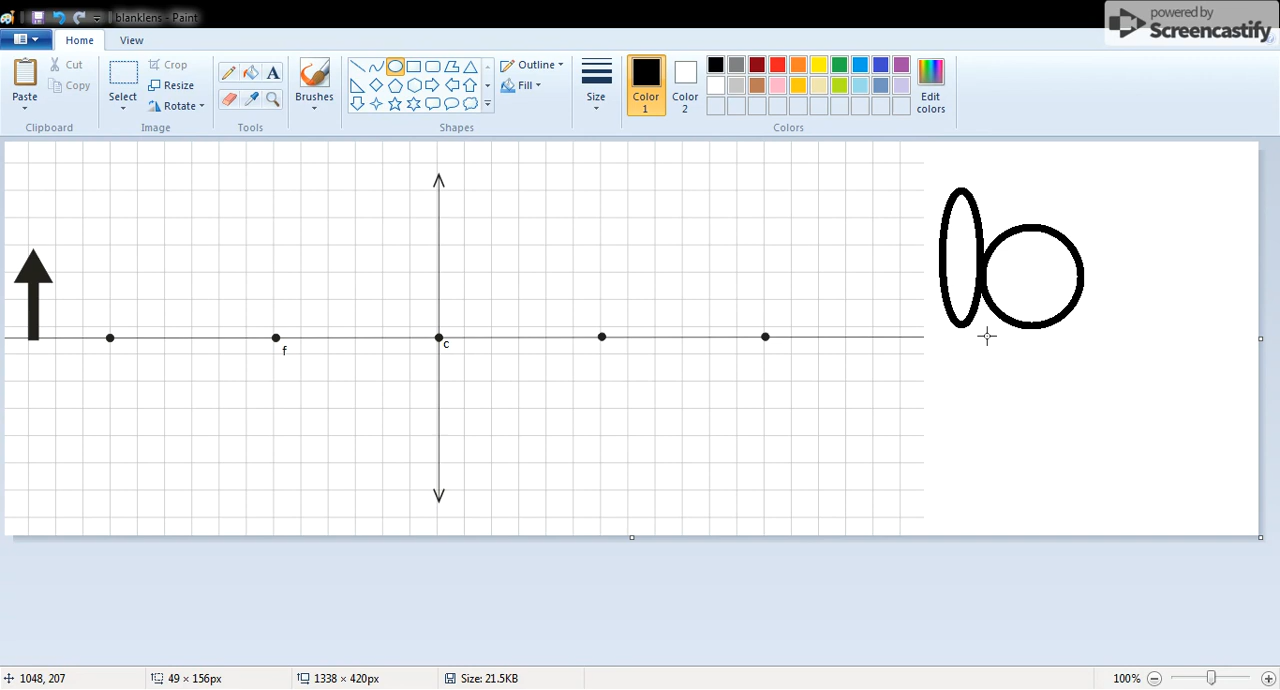 blanklens - Paint
powered by
Screencastify
Home View
Cut
Copy
Paste
Clipboard
Crop
Resize
Rotate
Select
Image
A
Tools
Brushes
Shapes
Outline
Fill
Size
Color 1
Color 2
Edit colors
Colors
f
c
1048, 207
49 × 156px
1338 × 420px
Size: 21.5KB
100%